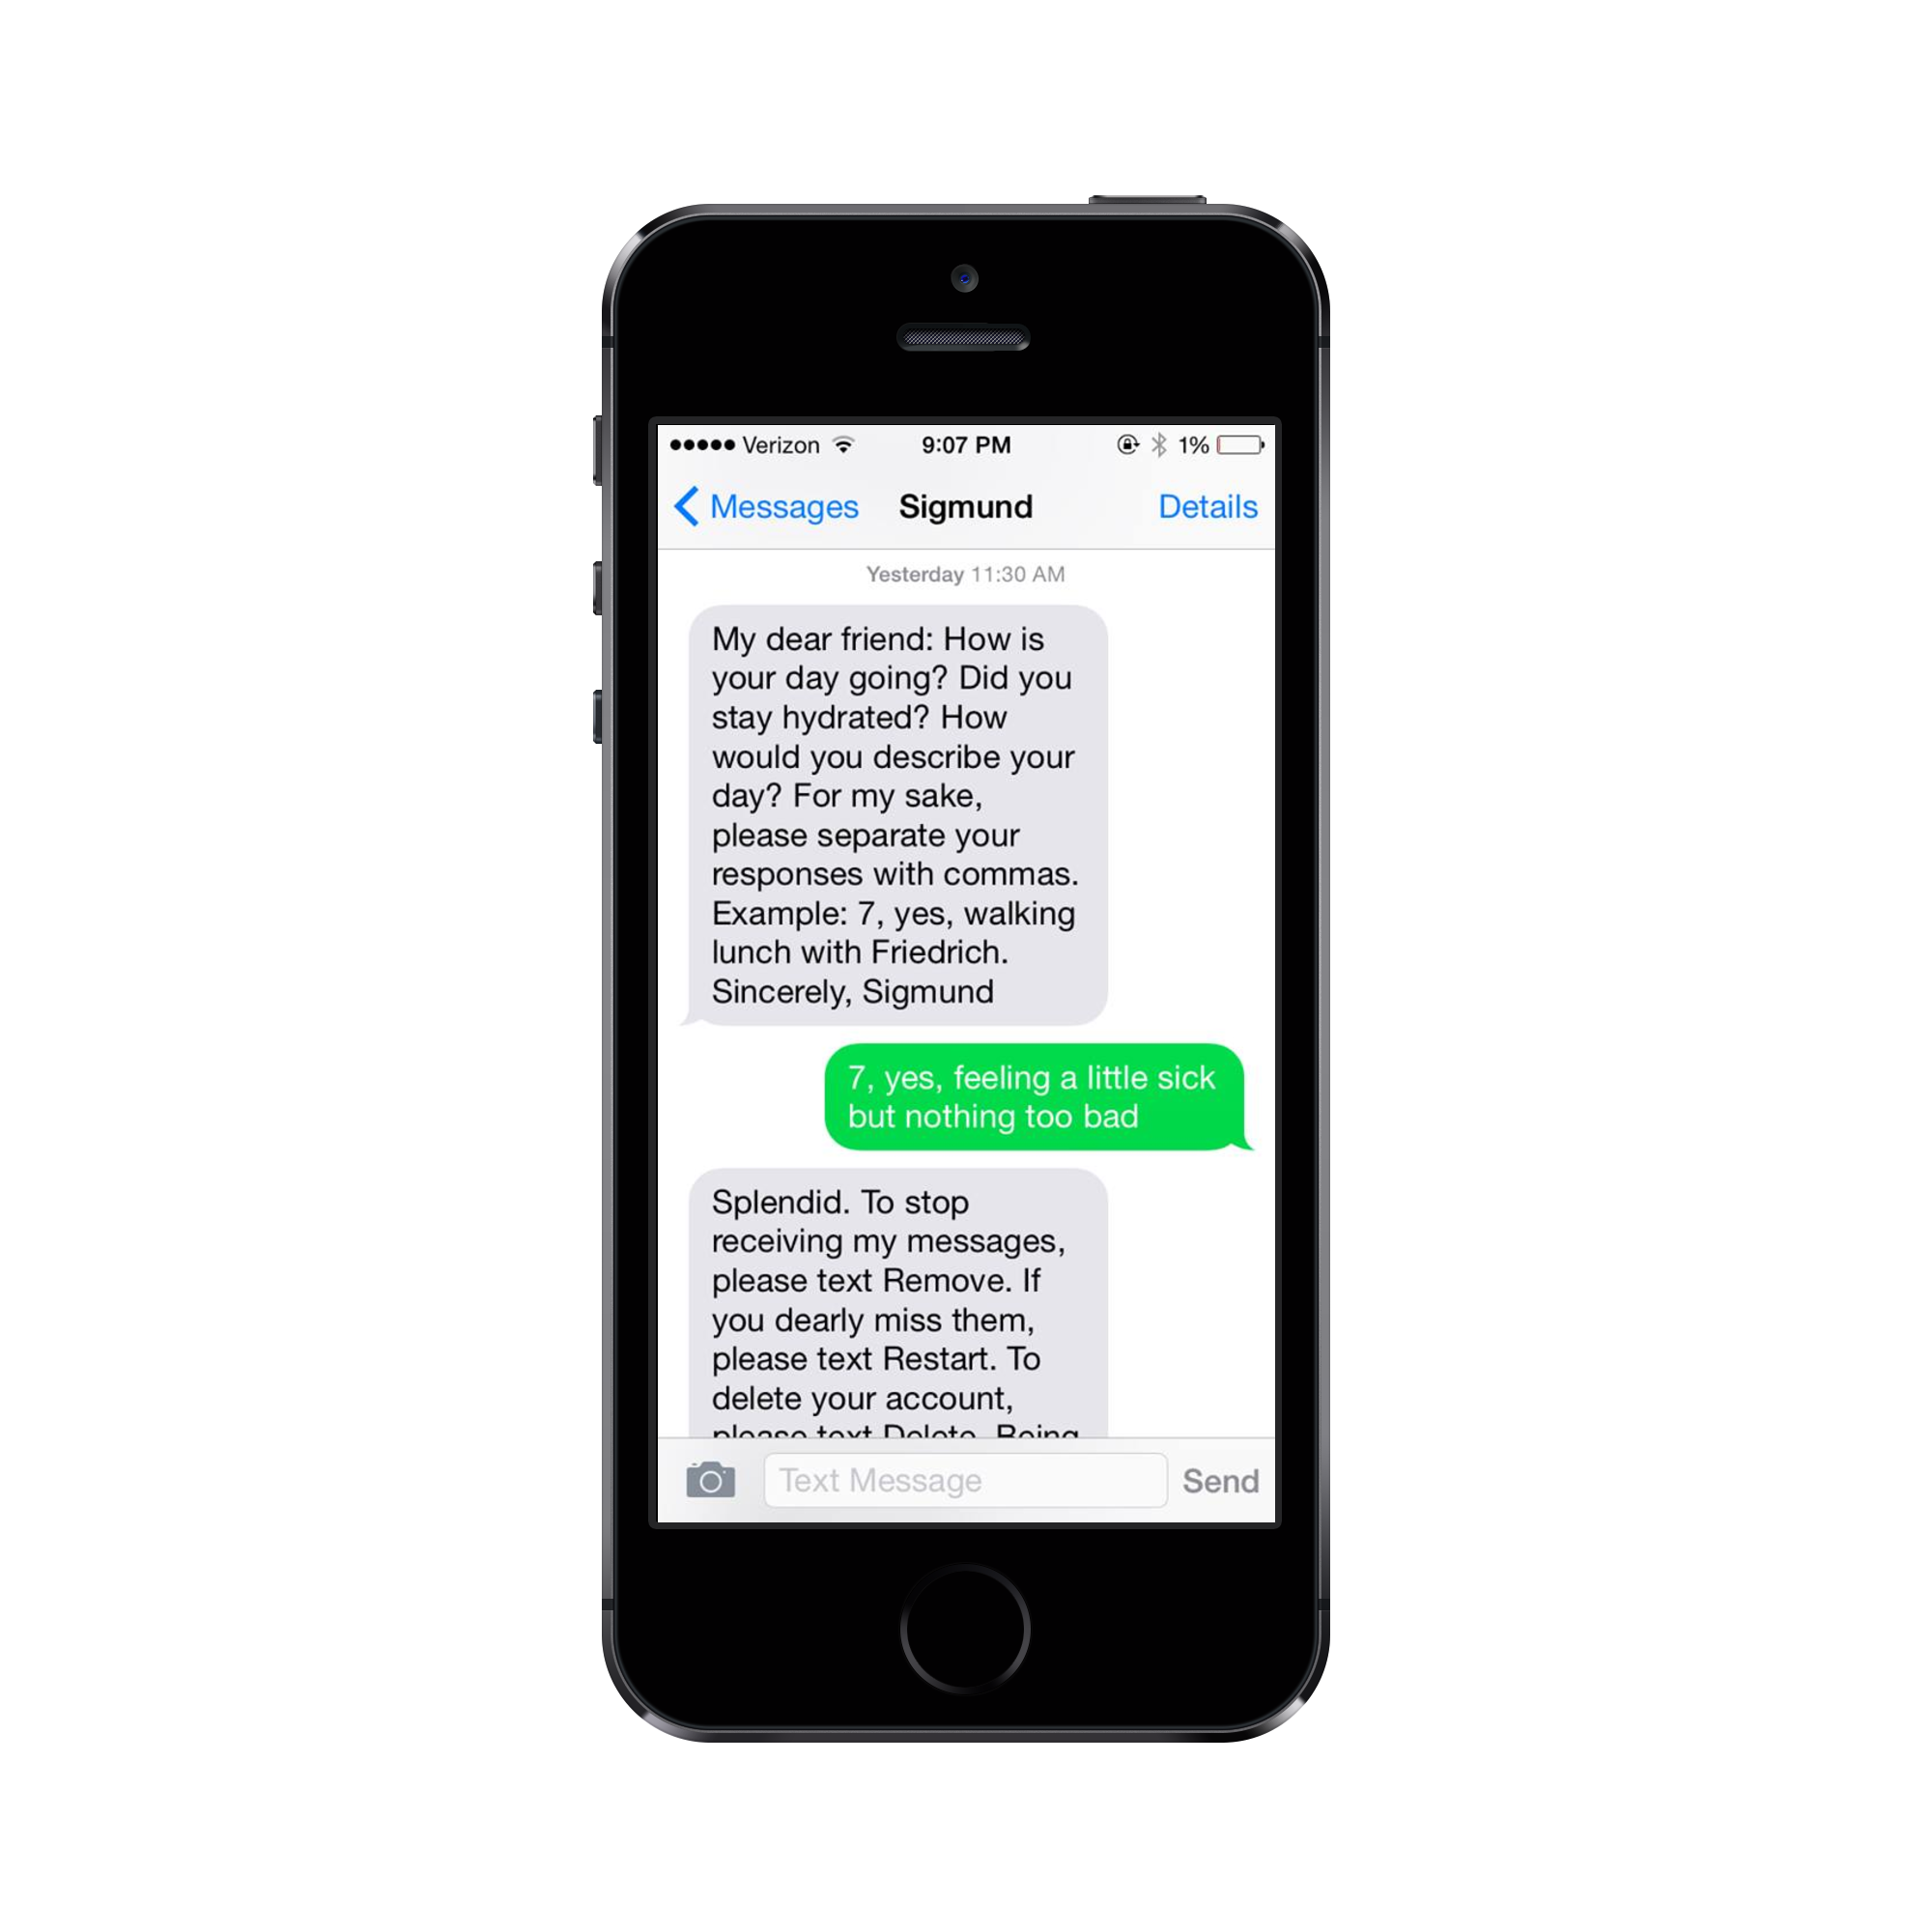 Verizon 9:07 PM 1%
Messages Sigmund Details
Yesterday 11:30 AM
My dear friend: How is
your day going? Did you
stay hydrated? How
would you describe your
day? For my sake,
please separate your
responses with commas.
Example: 7, yes, walking
lunch with Friedrich.
Sincerely, Sigmund
7, yes, feeling a little sick
but nothing too bad
Splendid. To stop
receiving my messages,
please text Remove. If
you dearly miss them,
please text Restart. To
delete your account,
please text Delete. Being
Text Message Send